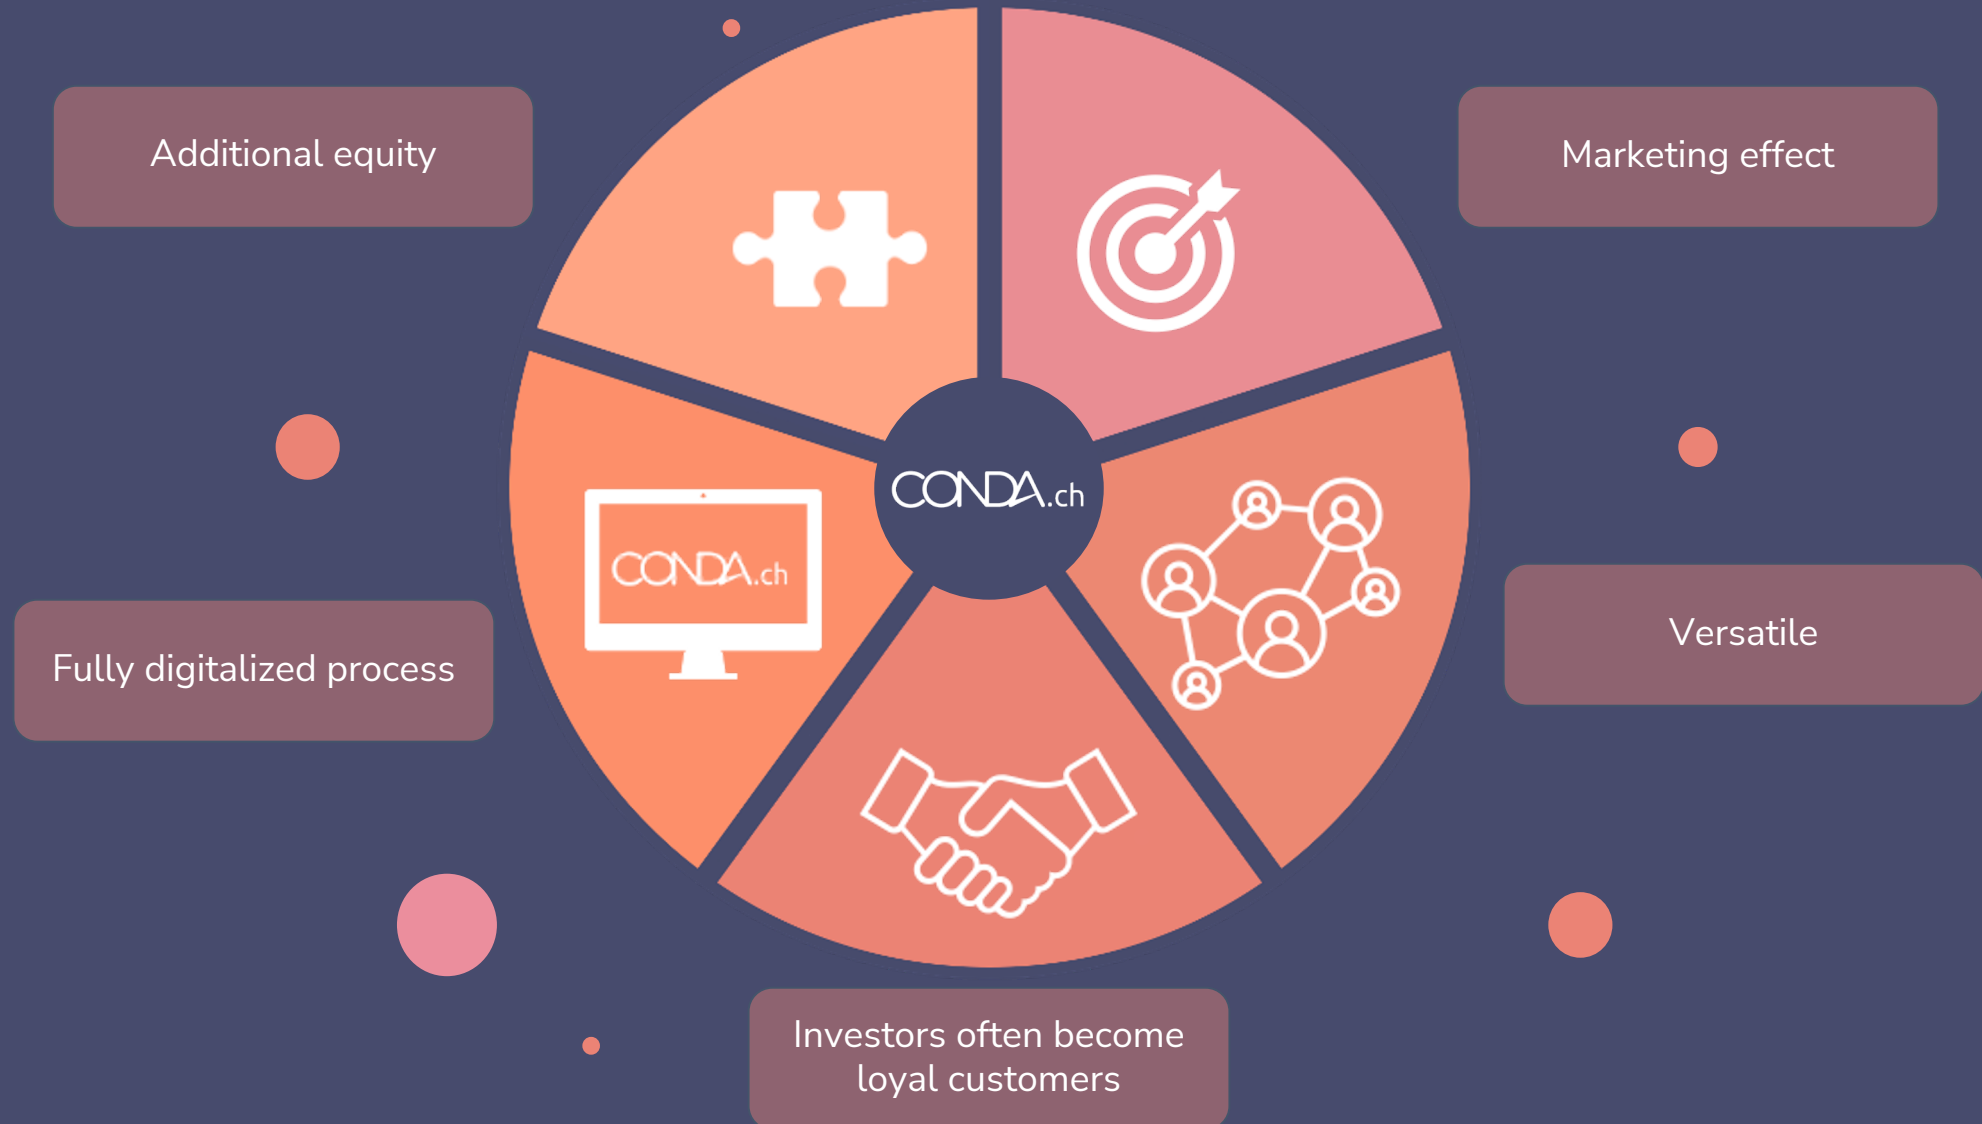 Additional equity
Marketing effect
CONDA.ch
CONDA.ch
Fully digitalized process
Versatile
Investors often become
loyal customers